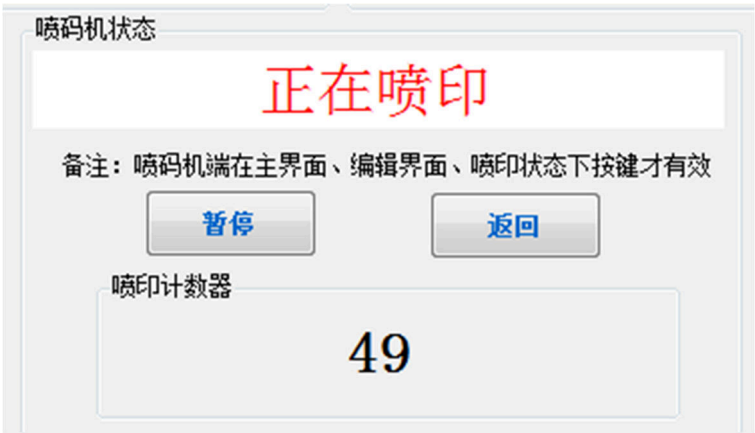 喷码机状态
正在喷印
备注：喷码机端在主界面、编辑界面、喷印状态下按键才有效
暂停 返回
喷印计数器
49